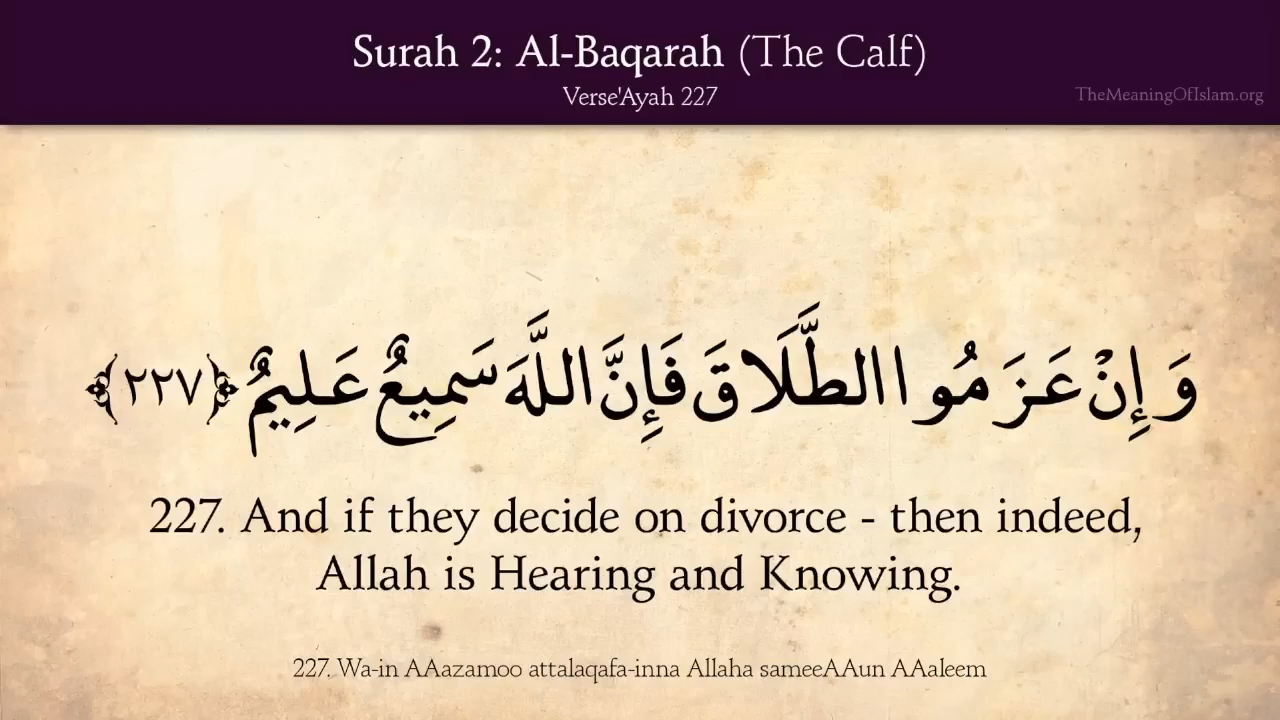 Surah 2: Al-Baqarah (The Calf)
Verse'Ayah 227
TheMeaningOfIslam.org
وَإِنْ عَزَمُوا الطَّلَاقَ فَإِنَّ اللَّهَ سَمِيعٌ عَلِيمٌ ﴿٢٢٧﴾
227. And if they decide on divorce - then indeed,
Allah is Hearing and Knowing.
227. Wa-in AAazamoo attalaqafa-inna Allaha sameeAAun AAaleem